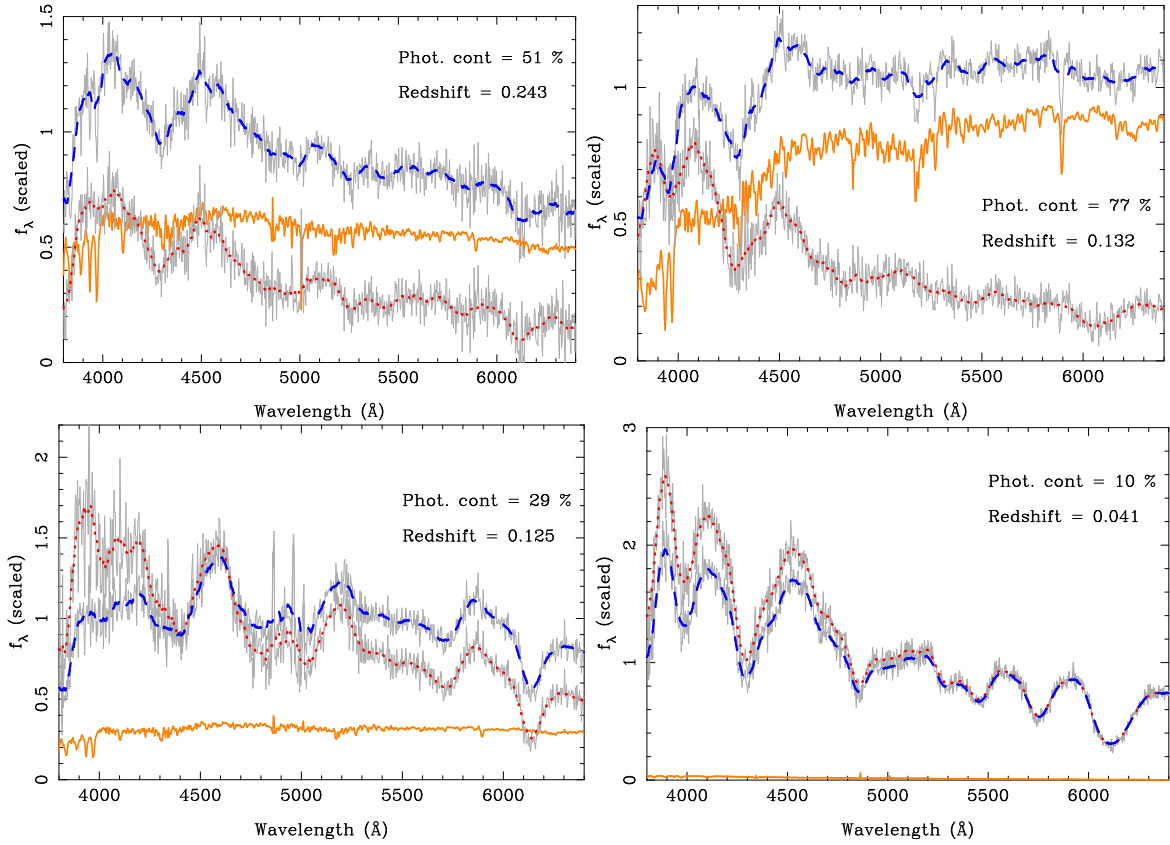 1.5
Phot. cont = 51 %
Redshift = 0.243
1
0.5
0
f_λ (scaled)
4000 4500 5000 5500 6000
Wavelength (Å)
1
0.5
0
f_λ (scaled)
Phot. cont = 77 %
Redshift = 0.132
4000 4500 5000 5500 6000
Wavelength (Å)
2
1.5
1
0.5
0
f_λ (scaled)
Phot. cont = 29 %
Redshift = 0.125
4000 4500 5000 5500 6000
Wavelength (Å)
3
2
1
0
f_λ (scaled)
Phot. cont = 10 %
Redshift = 0.041
4000 4500 5000 5500 6000
Wavelength (Å)